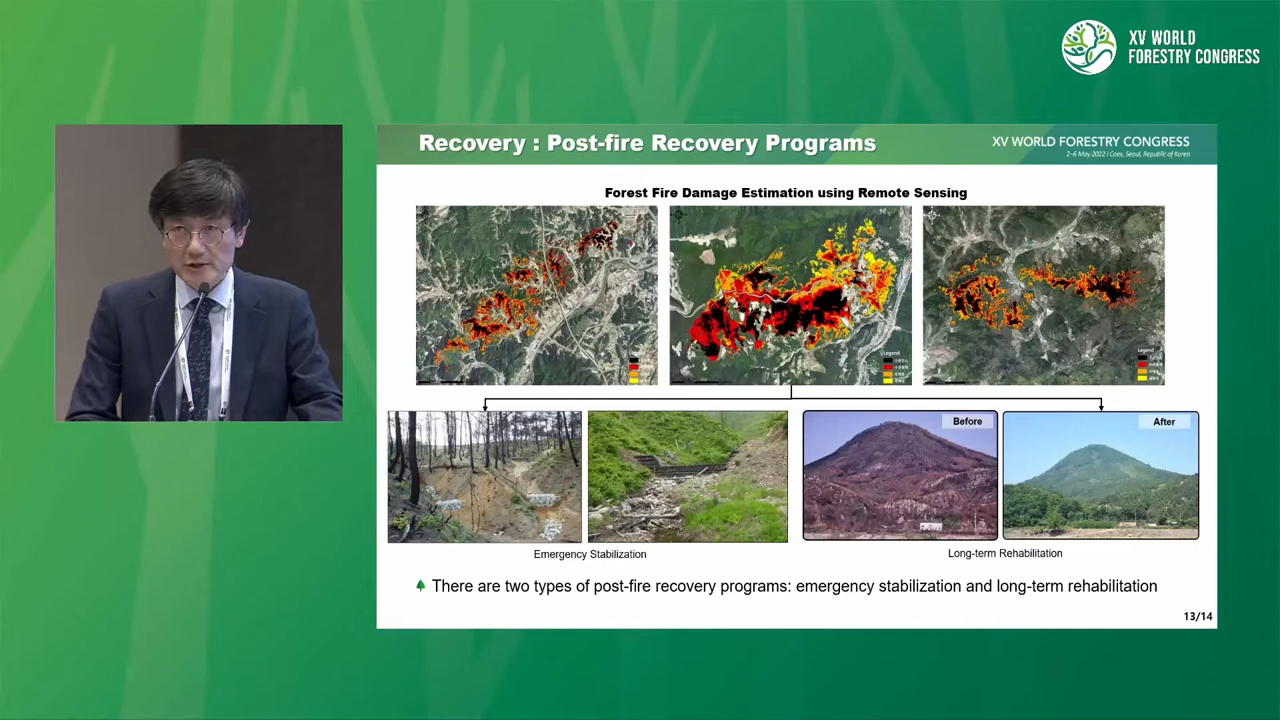 XV WORLD
FORESTRY CONGRESS
Recovery : Post-fire Recovery Programs
XV WORLD FORESTRY CONGRESS
2-6 May 2022 | Coex, Seoul, Republic of Korea
Forest Fire Damage Estimation using Remote Sensing
Legend
Legend
Before
After
Emergency Stabilization
Long-term Rehabilitation
There are two types of post-fire recovery programs: emergency stabilization and long-term rehabilitation
13/14